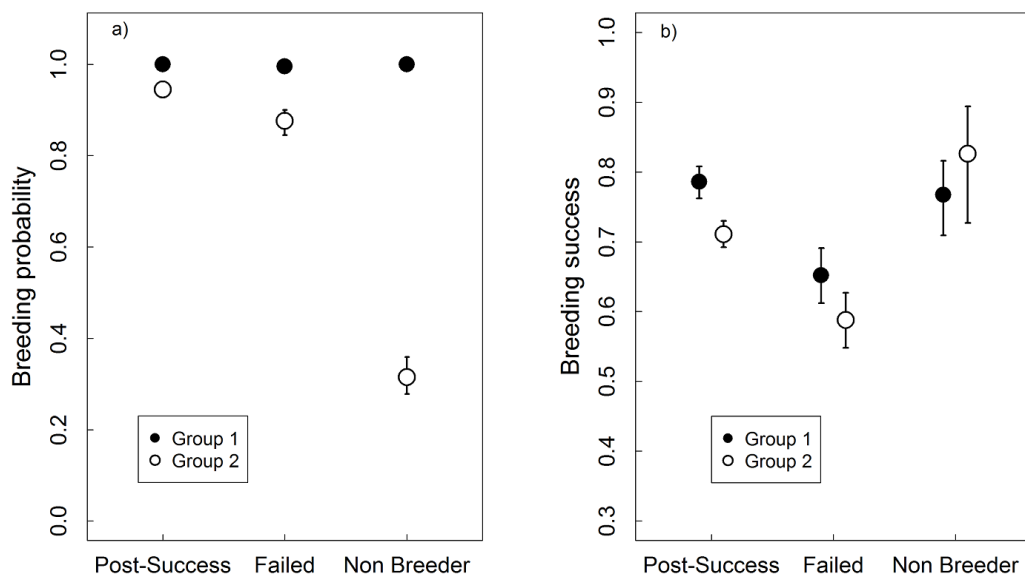 a)
Breeding probability
1.0
0.8
0.6
0.4
0.2
0.0
Group 1
Group 2
Post-Success Failed Non Breeder
b)
Breeding success
1.0
0.9
0.8
0.7
0.6
0.5
0.4
0.3
Group 1
Group 2
Post-Success Failed Non Breeder